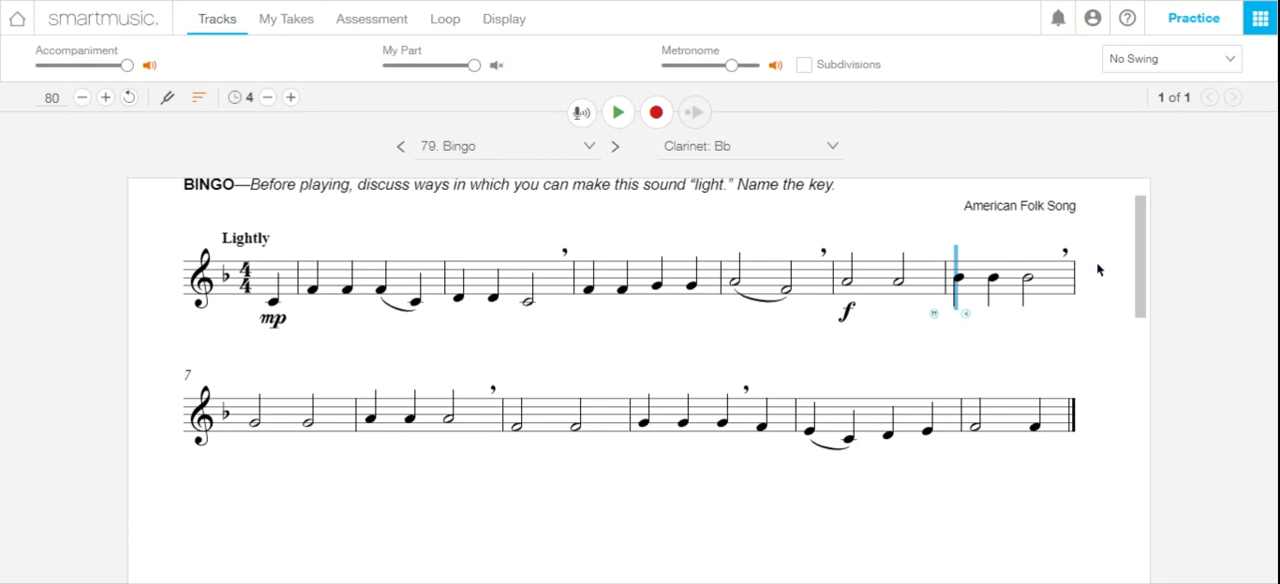 smartmusic. Tracks My Takes Assessment Loop Display Practice
Accompaniment My Part Metronome
Subdivisions No Swing
80 4 1 of 1
79. Bingo Clarinet: Bb
BINGO—Before playing, discuss ways in which you can make this sound “light.” Name the key.
American Folk Song
Lightly
4
4
mp f
7